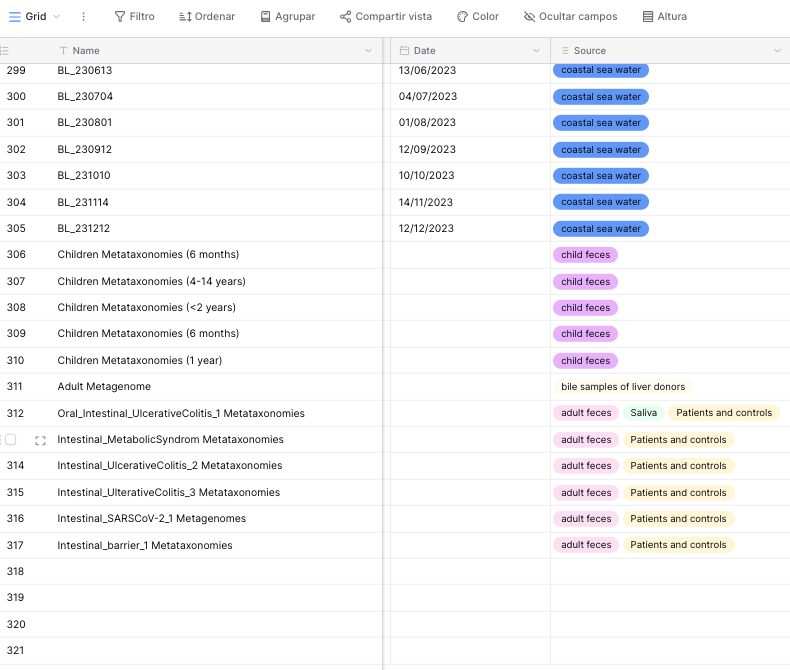 Grid Filtro Ordenar Agrupar Compartir vista Color Ocultar campos Altura
Name Date Source
299 BL_230613 13/06/2023 coastal sea water
300 BL_230704 04/07/2023 coastal sea water
301 BL_230801 01/08/2023 coastal sea water
302 BL_230912 12/09/2023 coastal sea water
303 BL_231010 10/10/2023 coastal sea water
304 BL_231114 14/11/2023 coastal sea water
305 BL_231212 12/12/2023 coastal sea water
306 Children Metataxonomies (6 months) child feces
307 Children Metataxonomies (4-14 years) child feces
308 Children Metataxonomies (<2 years) child feces
309 Children Metataxonomies (6 months) child feces
310 Children Metataxonomies (1 year) child feces
311 Adult Metagenome bile samples of liver donors
312 Oral_Intestinal_UlcerativeColitis_1 Metataxonomies adult feces Saliva Patients and controls
Intestinal_MetabolicSyndrom Metataxonomies adult feces Patients and controls
314 Intestinal_UlcerativeColitis_2 Metataxonomies adult feces Patients and controls
315 Intestinal_UlterativeColitis_3 Metataxonomies adult feces Patients and controls
316 Intestinal_SARSCoV-2_1 Metagenomes adult feces Patients and controls
317 Intestinal_barrier_1 Metataxonomies adult feces Patients and controls
318
319
320
321